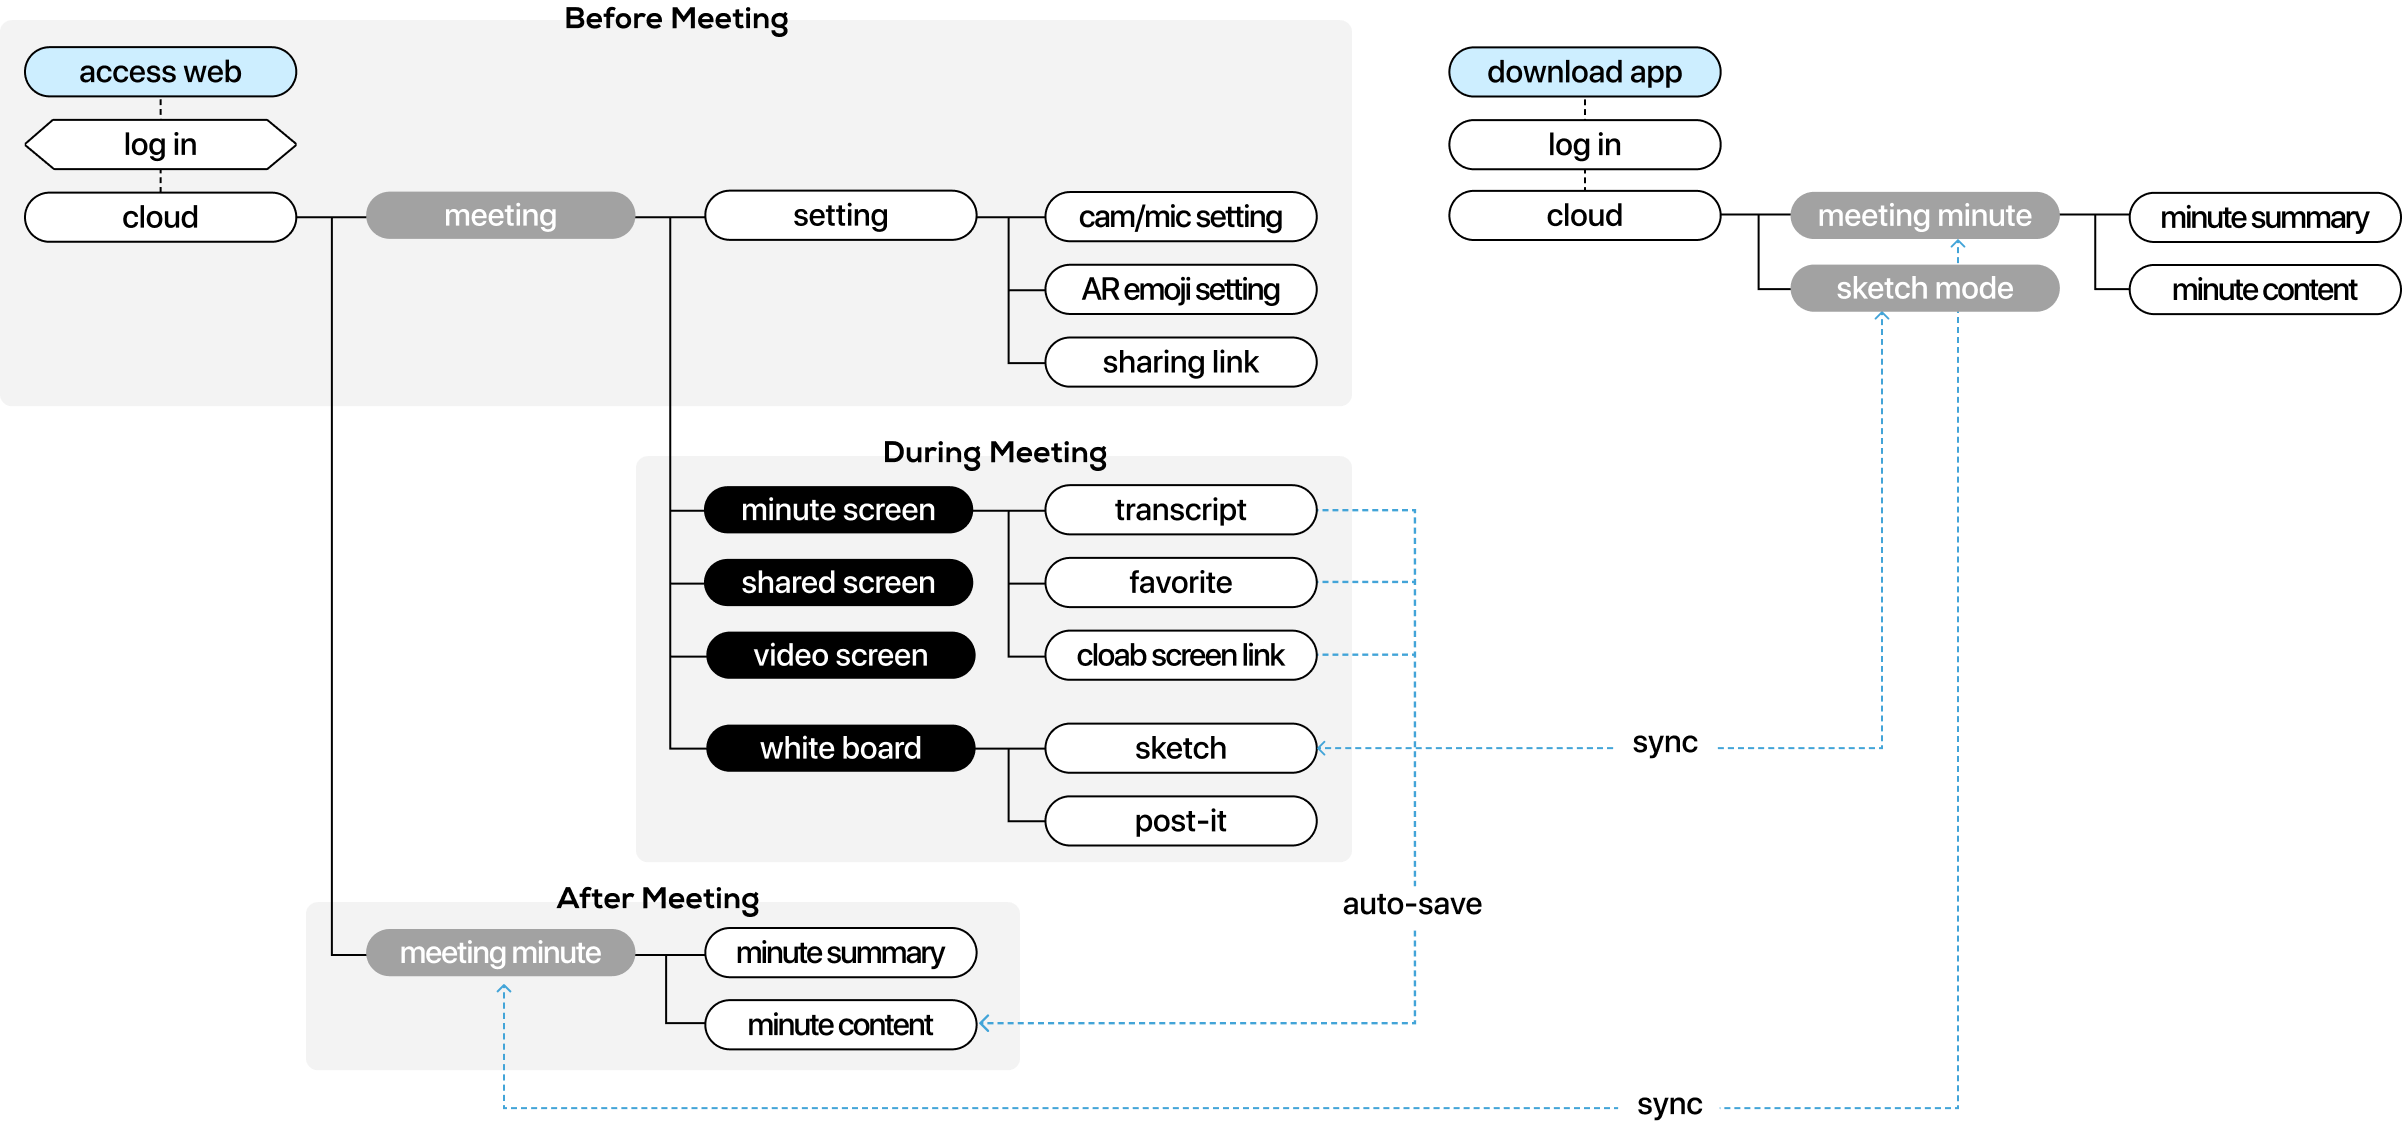 Before Meeting
access web
log in
cloud
meeting
setting
cam/mic setting
AR emoji setting
sharing link
download app
log in
cloud
meeting minute
sketch mode
minute summary
minute content
During Meeting
minute screen
shared screen
video screen
white board
transcript
favorite
cloab screen link
sketch
post-it
sync
auto-save
After Meeting
meeting minute
minute summary
minute content
sync